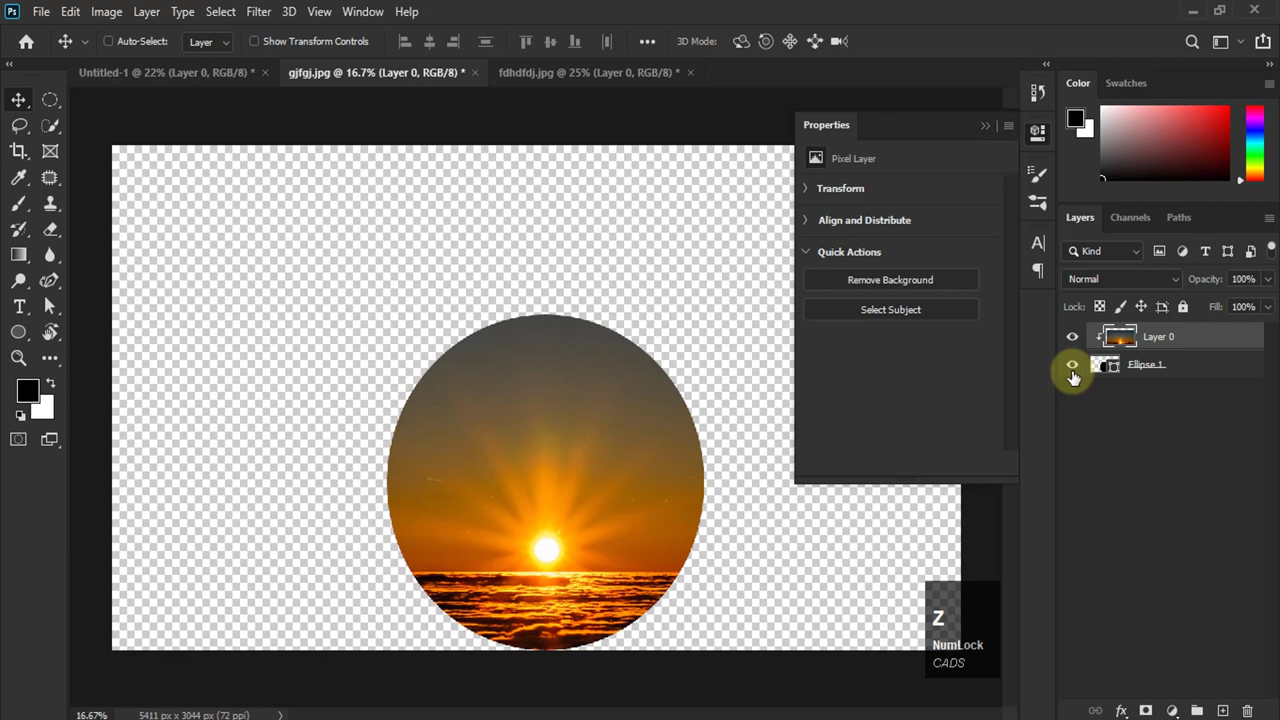 Ps File Edit Image Layer Type Select Filter 3D View Window Help
Auto-Select: Layer Show Transform Controls 3D Mode:
Untitled-1 @ 22% (Layer 0, RGB/8) * gjfgj.jpg @ 16.7% (Layer 0, RGB/8) * fdhdfdj.jpg @ 25% (Layer 0, RGB/8) *
Color Swatches
Properties
Pixel Layer
Transform
Align and Distribute
Quick Actions
Remove Background
Select Subject
Layers Channels Paths
Kind
Normal Opacity: 100%
Lock: Fill: 100%
Layer 0
Ellipse 1
Z
NumLock
CADS
16.67% 5411 px x 3044 px (72 ppi)